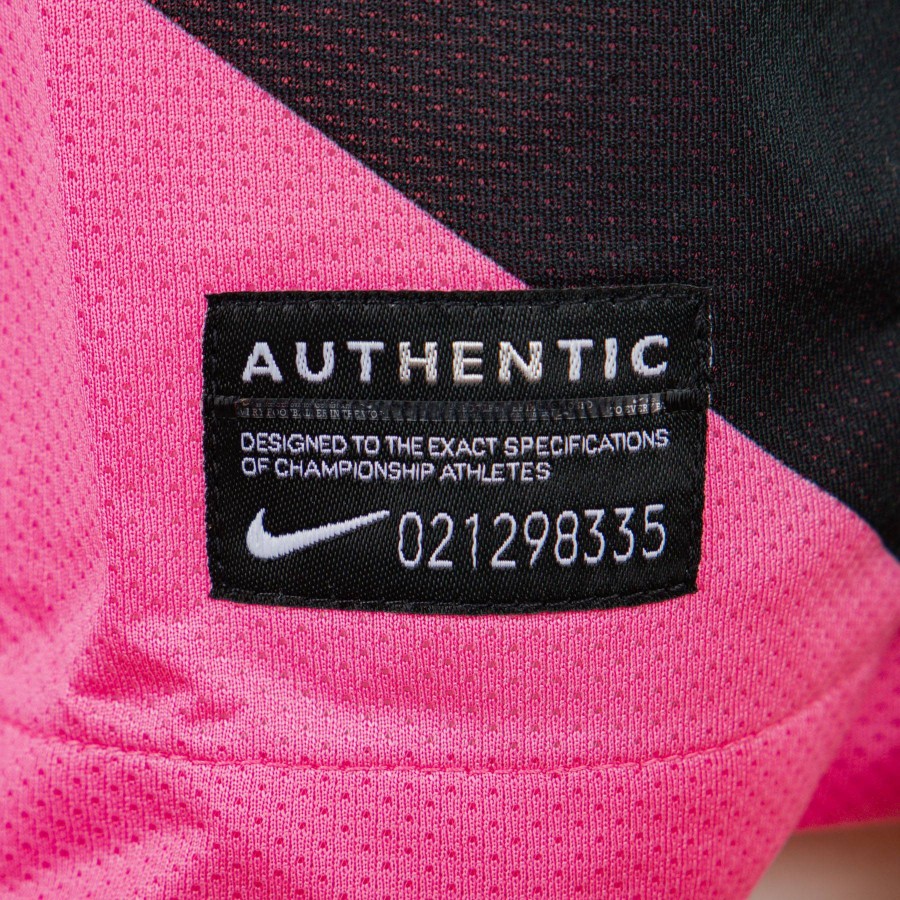 AUTHENTIC
DESIGNED TO THE EXACT SPECIFICATIONS
OF CHAMPIONSHIP ATHLETES
021298335